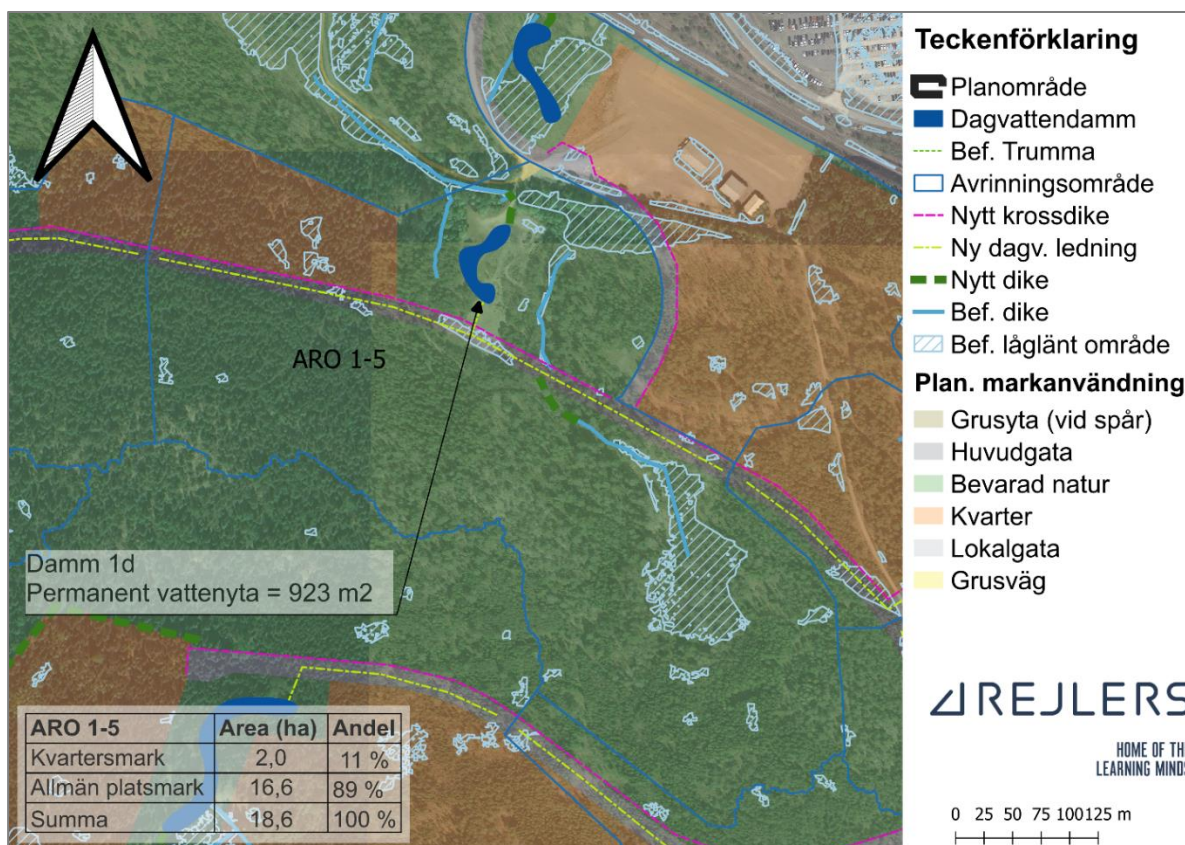 Teckenförklaring
Planområde
Dagvattendamm
Bef. Trumma
Avrinningsområde
Nytt krossdike
Ny dagv. ledning
Nytt dike
Bef. dike
Bef. låglänt område
Plan. markanvändning
Grusyta (vid spår)
Huvudgata
Bevarad natur
Kvarter
Lokalgata
Grusväg
ARO 1-5
Damm 1d
Permanent vattenyta = 923 m2
ARO 1-5 Area (ha) Andel
Kvartersmark 2,0 11 %
Allmän platsmark 16,6 89 %
Summa 18,6 100 %
REJLERS
HOME OF THE
LEARNING MINDS
0 25 50 75 100 125 m